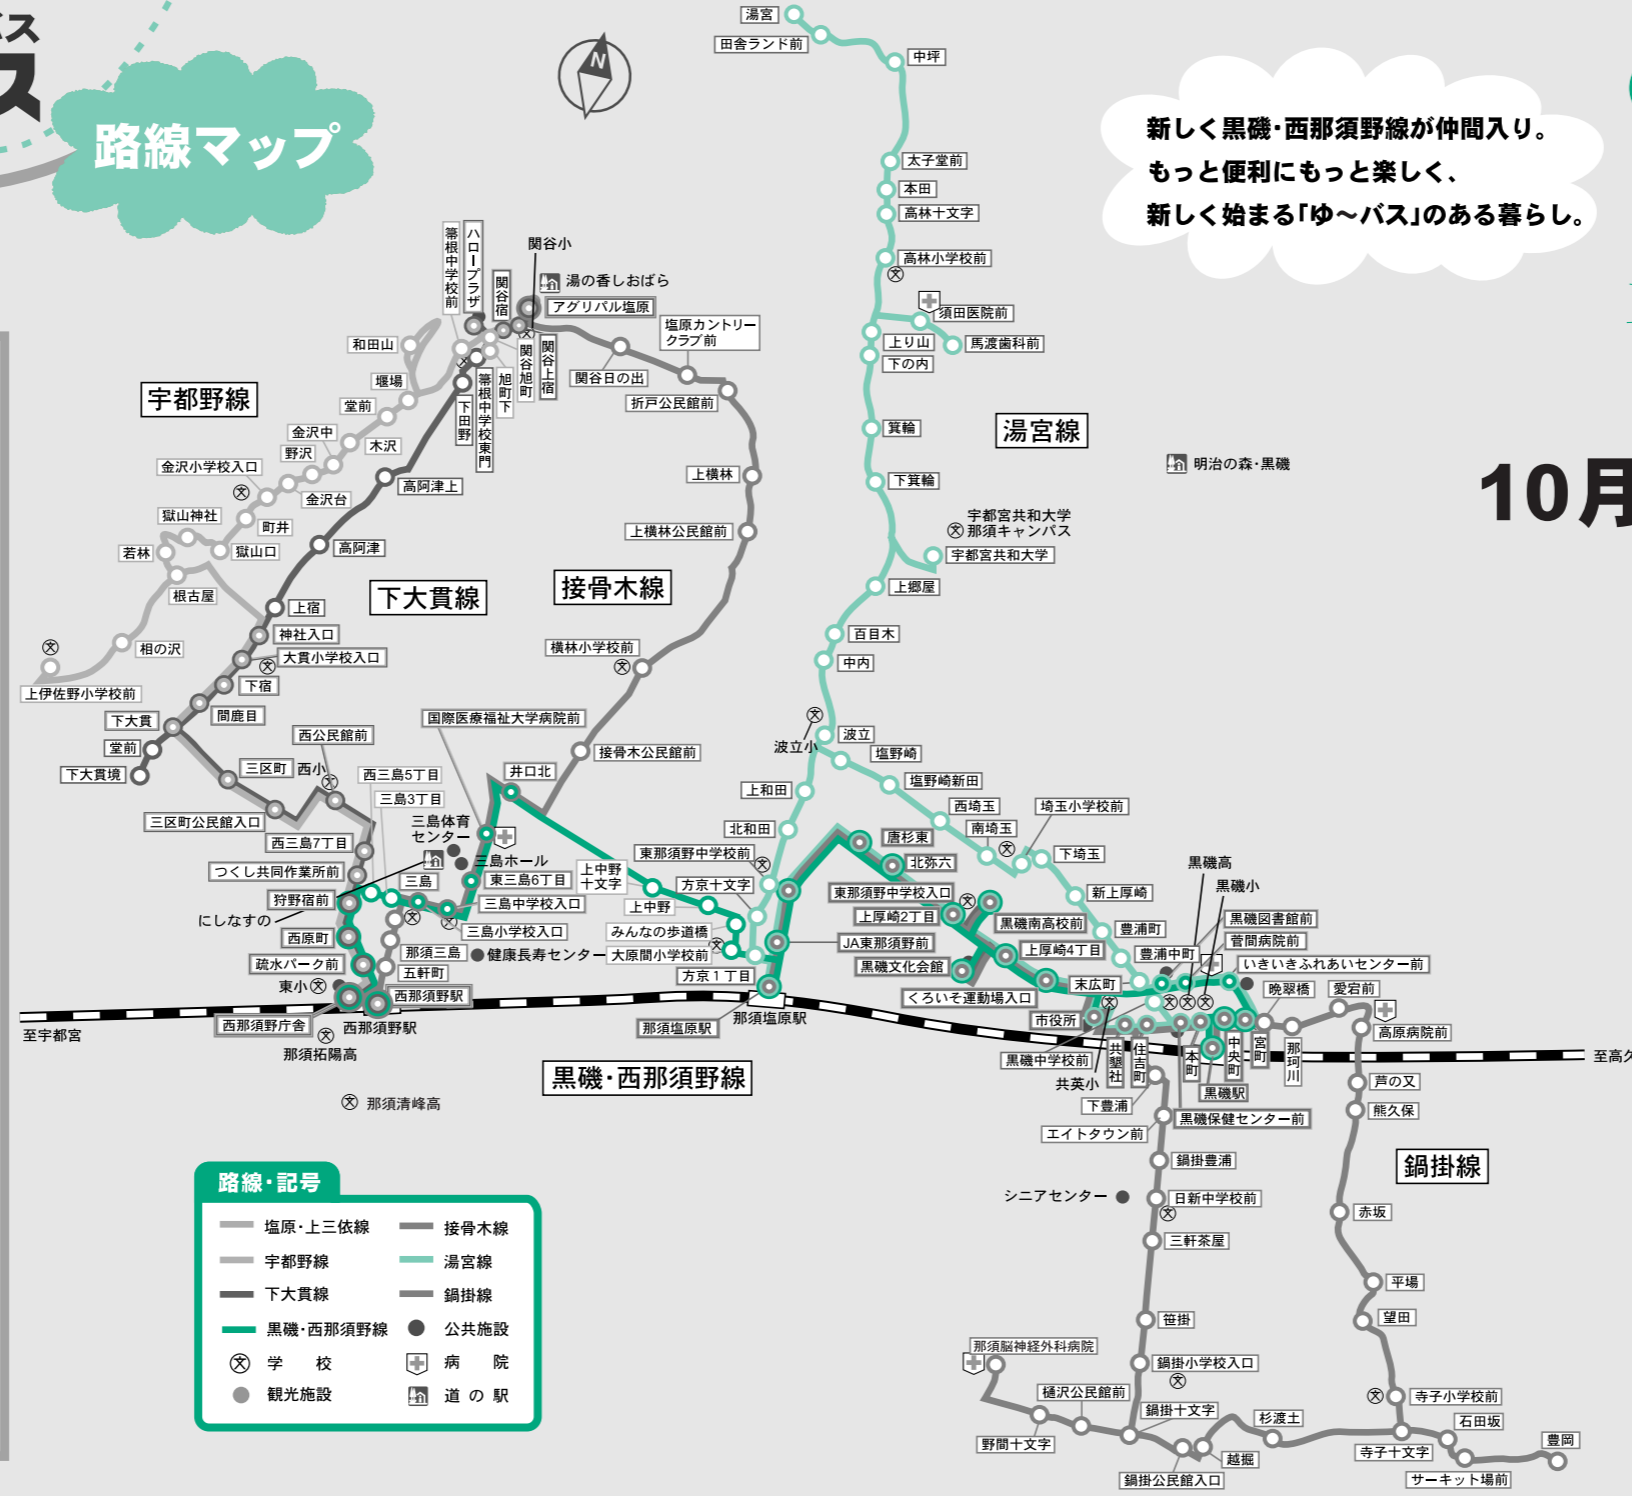 バス
ス
路線マップ
N
新しく黒磯・西那須野線が仲間入り。
もっと便利にもっと楽しく、
新しく始まる「ゆ～バス」のある暮らし。
10月
湯宮
田舎ランド前
中坪
太子堂前
本田
高林十文字
高林小学校前
須田医院前
馬渡歯科前
上り山
下の内
箕輪
下箕輪
湯宮線
明治の森・黒磯
宇都宮共和大学
那須キャンパス
宇都宮共和大学
上郷屋
百目木
中内
波立小
波立
塩野崎
塩野崎新田
西埼玉
南埼玉
埼玉小学校前
下埼玉
新上厚崎
豊浦町
豊浦中町
上和田
北和田
東那須野中学校前
方京十文字
箒根中学校前
ハロープラザ
関谷宿
関谷小
湯の香しおばら
アグリパル塩原
塩原カントリー
クラブ前
関谷日の出
折戸公民館前
関谷上宿
関谷旭町
旭町下
箒根中学校東門
下田野
和田山
堰場
堂前
木沢
金沢中
野沢
金沢小学校入口
金沢台
町井
嶽山神社
嶽山口
若林
根古屋
相の沢
上伊佐野小学校前
宇都野線
高阿津上
高阿津
下大貫線
上宿
神社入口
大貫小学校入口
下宿
間鹿目
下大貫
堂前
下大貫境
三区町
西小
西公民館前
三区町公民館入口
西三島7丁目
つくし共同作業所前
狩野宿前
にしなすの
西原町
疏水パーク前
東小
西那須野庁舎
西那須野駅
西那須野駅
那須拓陽高
那須清峰高
至宇都宮
上横林
上横林公民館前
接骨木線
横林小学校前
接骨木公民館前
国際医療福祉大学病院前
井口北
西三島5丁目
三島3丁目
三島体育
センター
三島ホール
東三島6丁目
三島
三島中学校入口
三島小学校入口
那須三島
健康長寿センター
五軒町
上中野
十文字
上中野
みんなの歩道橋
大原間小学校前
方京1丁目
那須塩原駅
那須塩原駅
唐杉東
北弥六
東那須野中学校入口
上厚崎2丁目
JA東那須野前
黒磯南高校前
上厚崎4丁目
黒磯文化会館
くろいそ運動場入口
末広町
市役所
黒磯中学校前
共英小
共墾社
住吉町
本町
中央町
宮町
那珂川
黒磯駅
黒磯保健センター前
黒磯高
黒磯小
黒磯図書館前
菅間病院前
いきいきふれあいセンター前
晩翠橋
愛宕前
高原病院前
至高久
黒磯・西那須野線
下豊浦
エイトタウン前
鍋掛豊浦
シニアセンター
日新中学校前
三軒茶屋
笹掛
鍋掛小学校入口
那須脳神経外科病院
樋沢公民館前
野間十文字
鍋掛十文字
鍋掛公民館入口
越堀
杉渡土
芦の又
熊久保
鍋掛線
赤坂
平場
望田
寺子小学校前
寺子十文字
石田坂
サーキット場前
豊岡
路線・記号
塩原・上三依線
接骨木線
宇都野線
湯宮線
下大貫線
鍋掛線
黒磯・西那須野線
公共施設
学校
病院
観光施設
道の駅